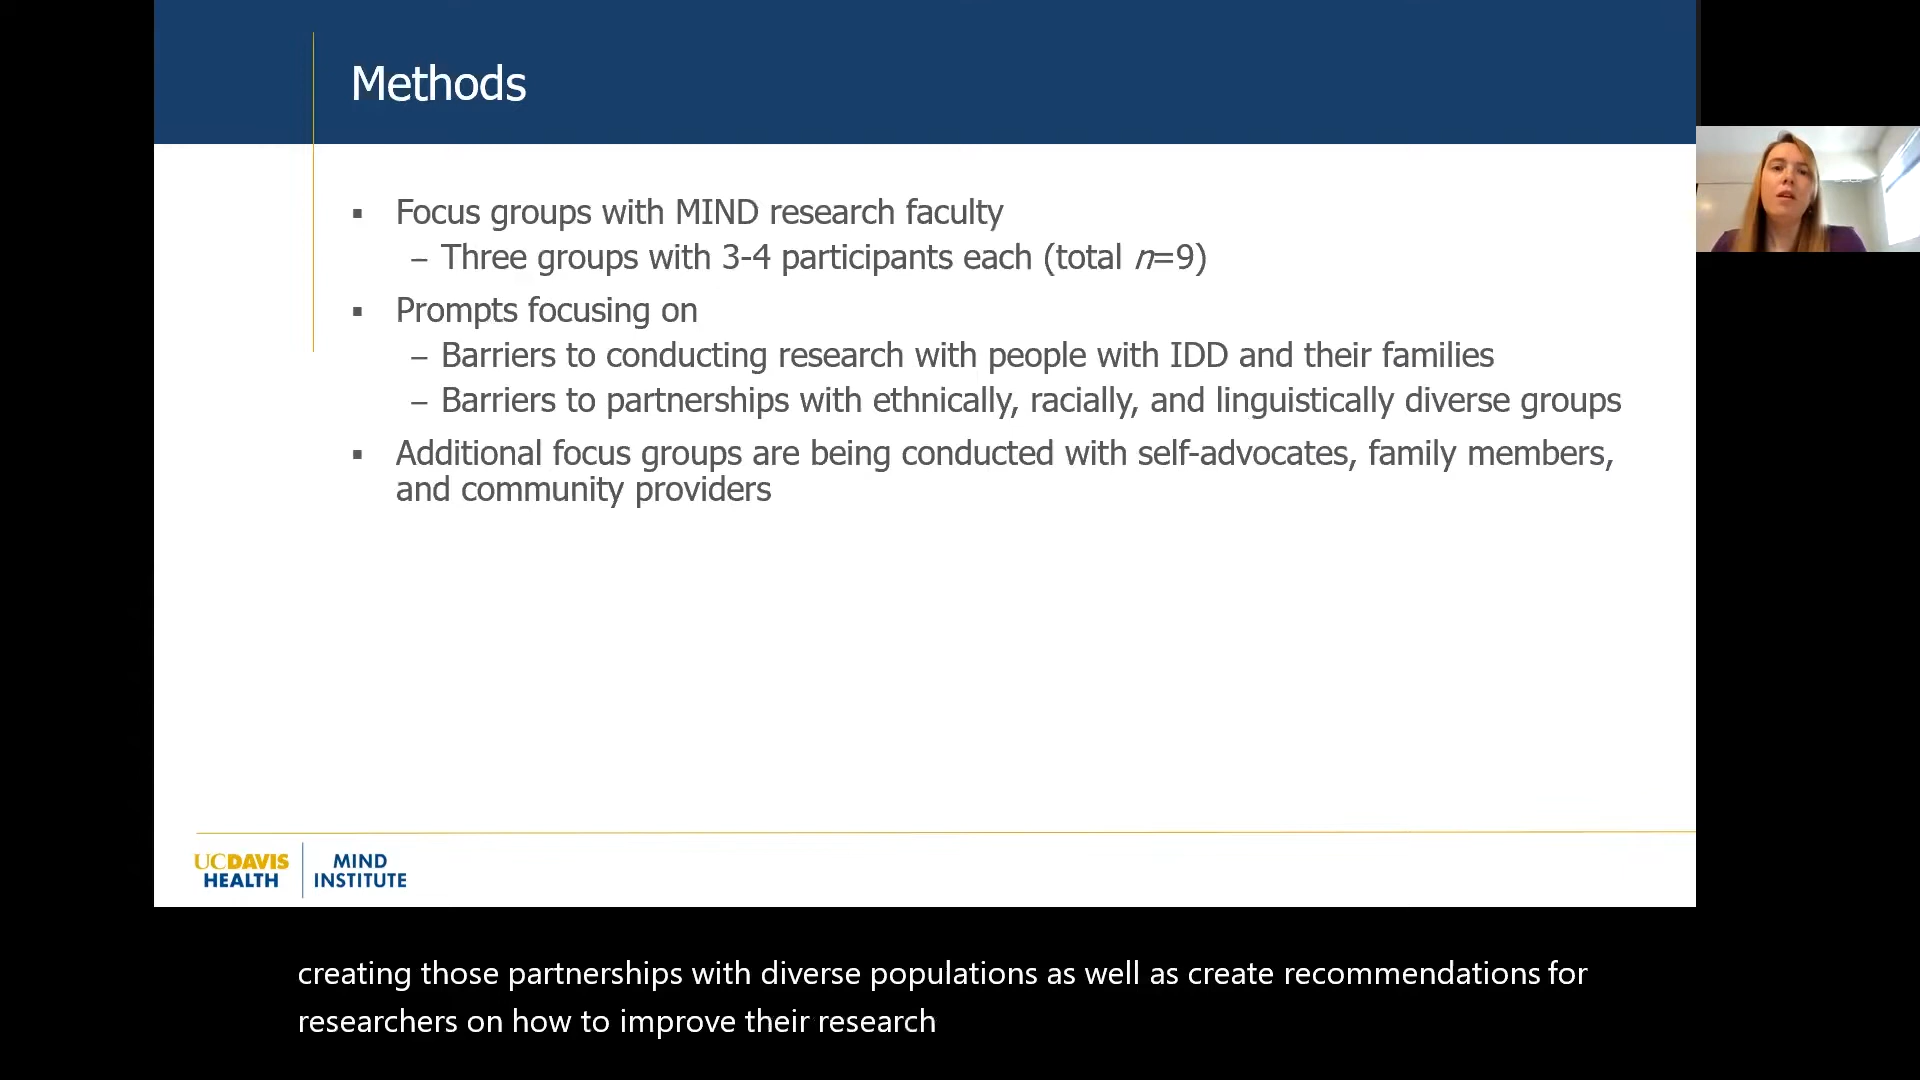 Methods
▪ Focus groups with MIND research faculty
– Three groups with 3-4 participants each (total n=9)
▪ Prompts focusing on
– Barriers to conducting research with people with IDD and their families
– Barriers to partnerships with ethnically, racially, and linguistically diverse groups
▪ Additional focus groups are being conducted with self-advocates, family members,
and community providers
UCDAVIS
HEALTH
MIND
INSTITUTE
creating those partnerships with diverse populations as well as create recommendations for
researchers on how to improve their research